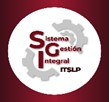 Sistema
Gestión
Integral
ITSLP